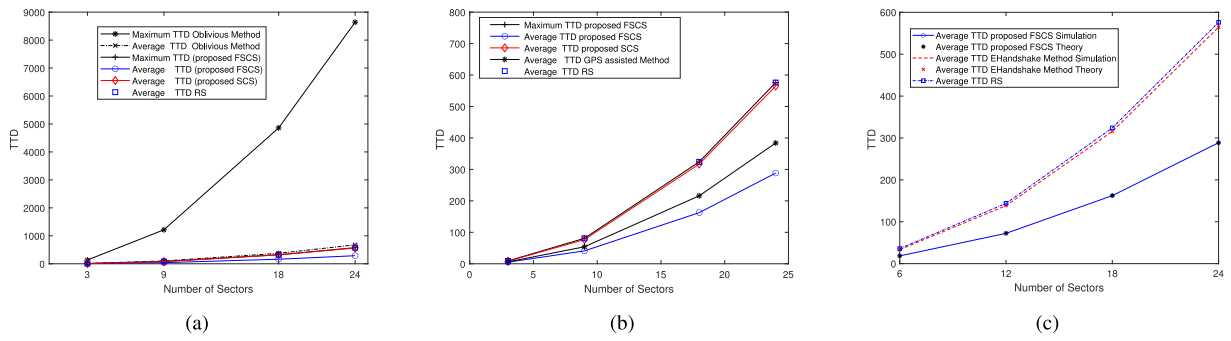 9000
8000
7000
6000
5000
4000
3000
2000
1000
0
TTD
Maximum TTD Oblivious Method
Average TTD Oblivious Method
Maximum TTD (proposed FSCS)
Average TTD (proposed FSCS)
Average TTD (proposed SCS)
Average TTD RS
3 9 18 24
Number of Sectors
(a)
800
700
600
500
400
300
200
100
0
TTD
Maximum TTD proposed FSCS
Average TTD proposed FSCS
Average TTD proposed SCS
Average TTD GPS assisted Method
Average TTD RS
0 5 10 15 20 25
Number of Sectors
(b)
600
500
400
300
200
100
0
TTD
Average TTD proposed FSCS Simulation
Average TTD proposed FSCS Theory
Average TTD EHandshake Method Simulation
Average TTD EHandshake Method Theory
Average TTD RS
6 12 18 24
Number of Sectors
(c)